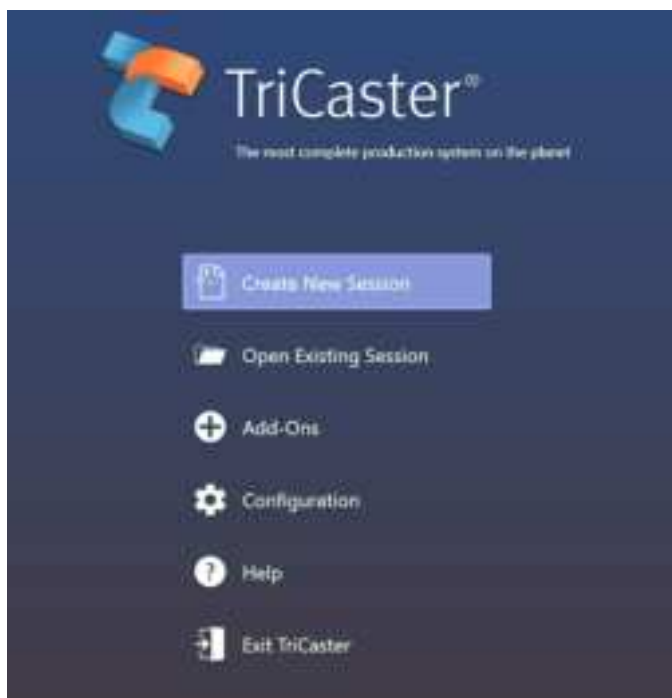 TriCaster®
The most complete production system on the planet
Create New Session
Open Existing Session
Add-Ons
Configuration
Help
Exit TriCaster